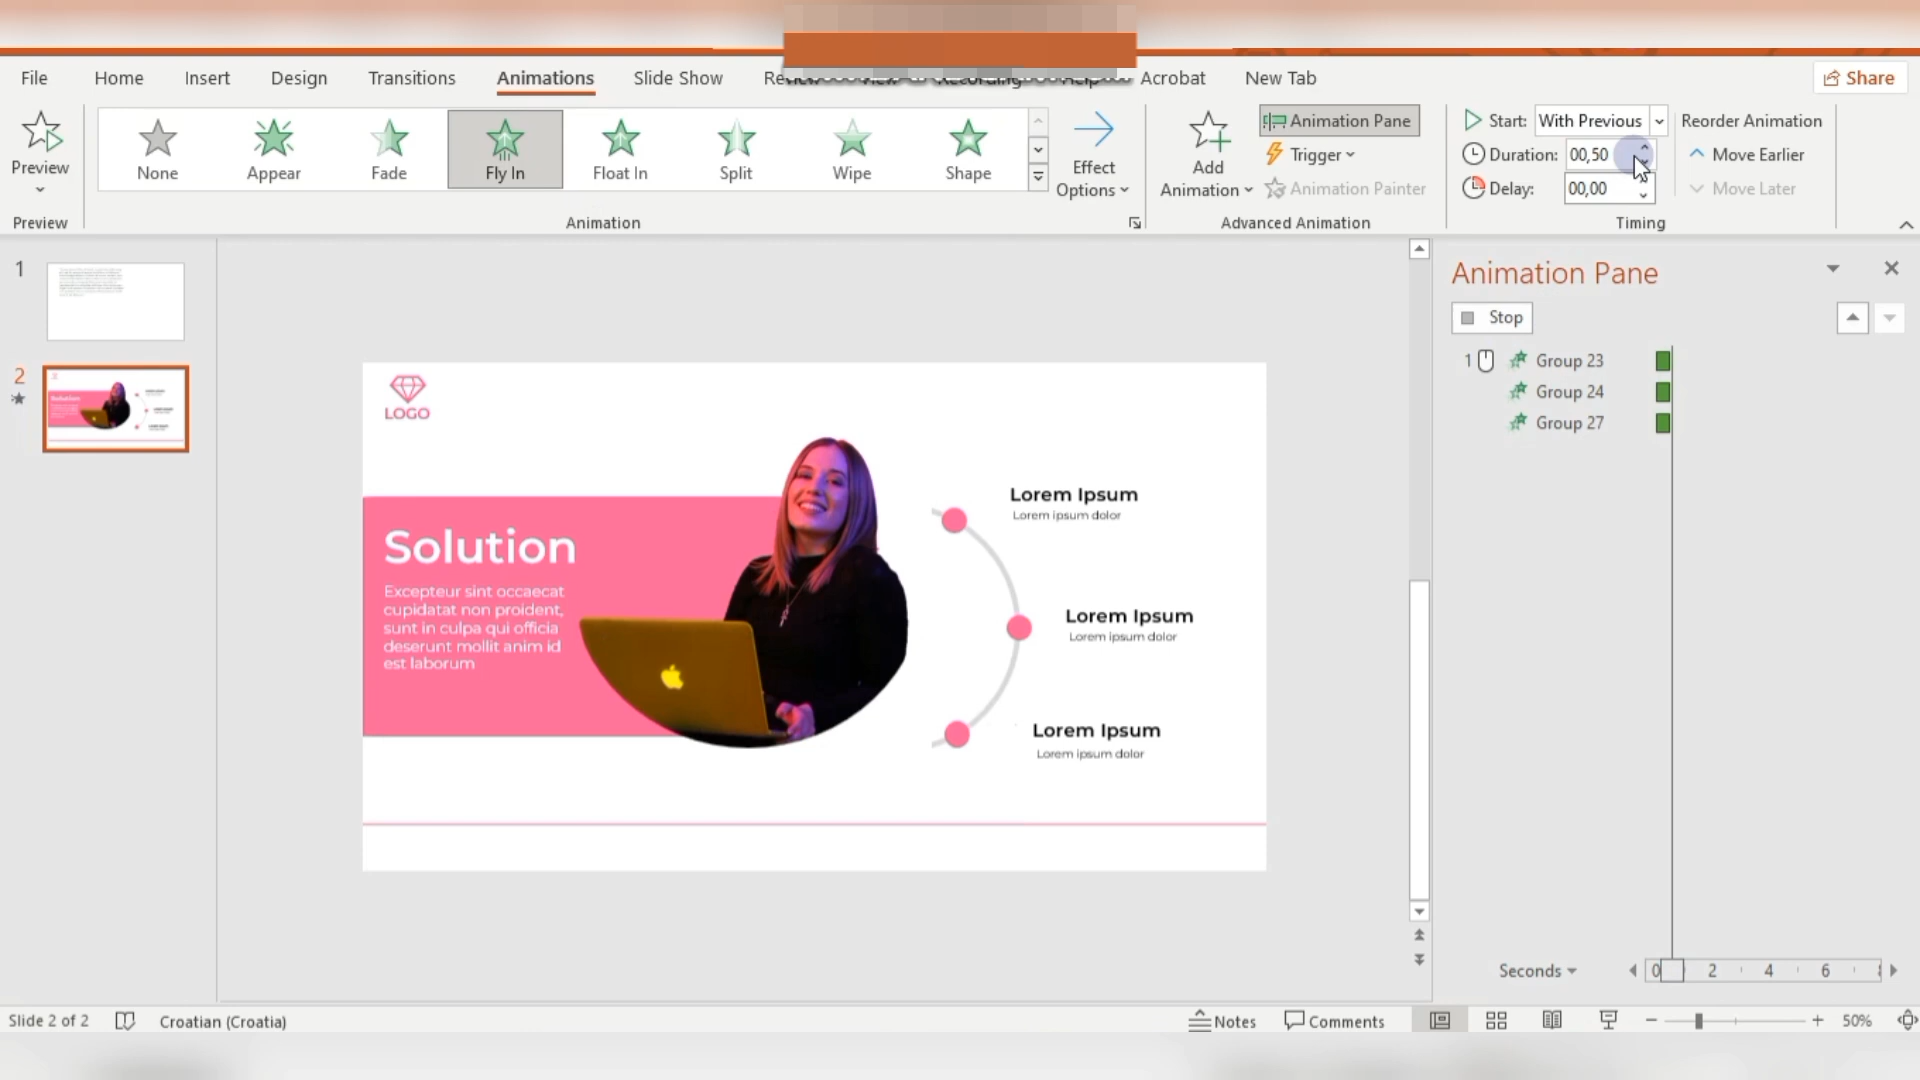 File Home Insert Design Transitions Animations Slide Show Review View Recording Help Acrobat New Tab Share
Preview
None Appear Fade Fly In Float In Split Wipe Shape
Effect Options
Add Animation
Animation Pane
Trigger
Animation Painter
Start: With Previous
Duration: 00,50
Delay: 00,00
Reorder Animation
Move Earlier
Move Later
Preview Animation Advanced Animation Timing
1
2
LOGO
Solution
Excepteur sint occaecat
cupidatat non proident,
sunt in culpa qui officia
deserunt mollit anim id
est laborum
Lorem Ipsum
Lorem ipsum dolor
Lorem Ipsum
Lorem ipsum dolor
Lorem Ipsum
Lorem ipsum dolor
Animation Pane
Stop
1 Group 23
Group 24
Group 27
Seconds 0 2 4 6
Slide 2 of 2 Croatian (Croatia) Notes Comments 50%